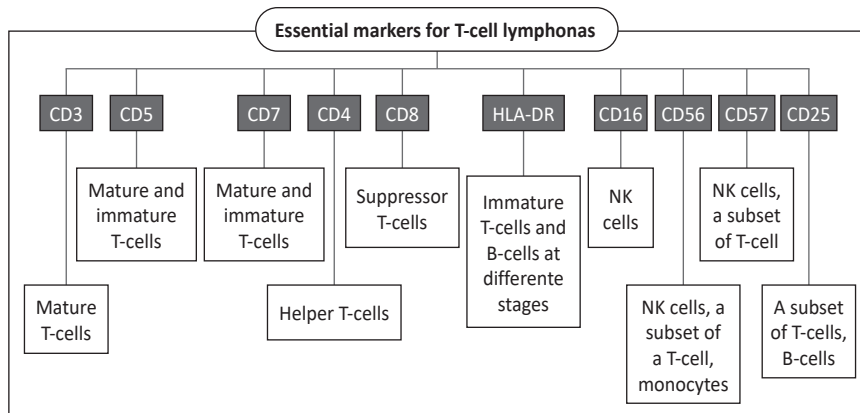 Essential markers for T-cell lymphonas
CD3
CD5
CD7
CD4
CD8
HLA-DR
CD16
CD56
CD57
CD25
Mature and
immature
T-cells
Mature and
immature
T-cells
Suppressor
T-cells
Immature
T-cells and
B-cells at
differente
stages
NK
cells
NK cells,
a subset
of T-cell
Mature
T-cells
Helper T-cells
NK cells, a
subset of
a T-cell,
monocytes
A subset
of T-cells,
B-cells